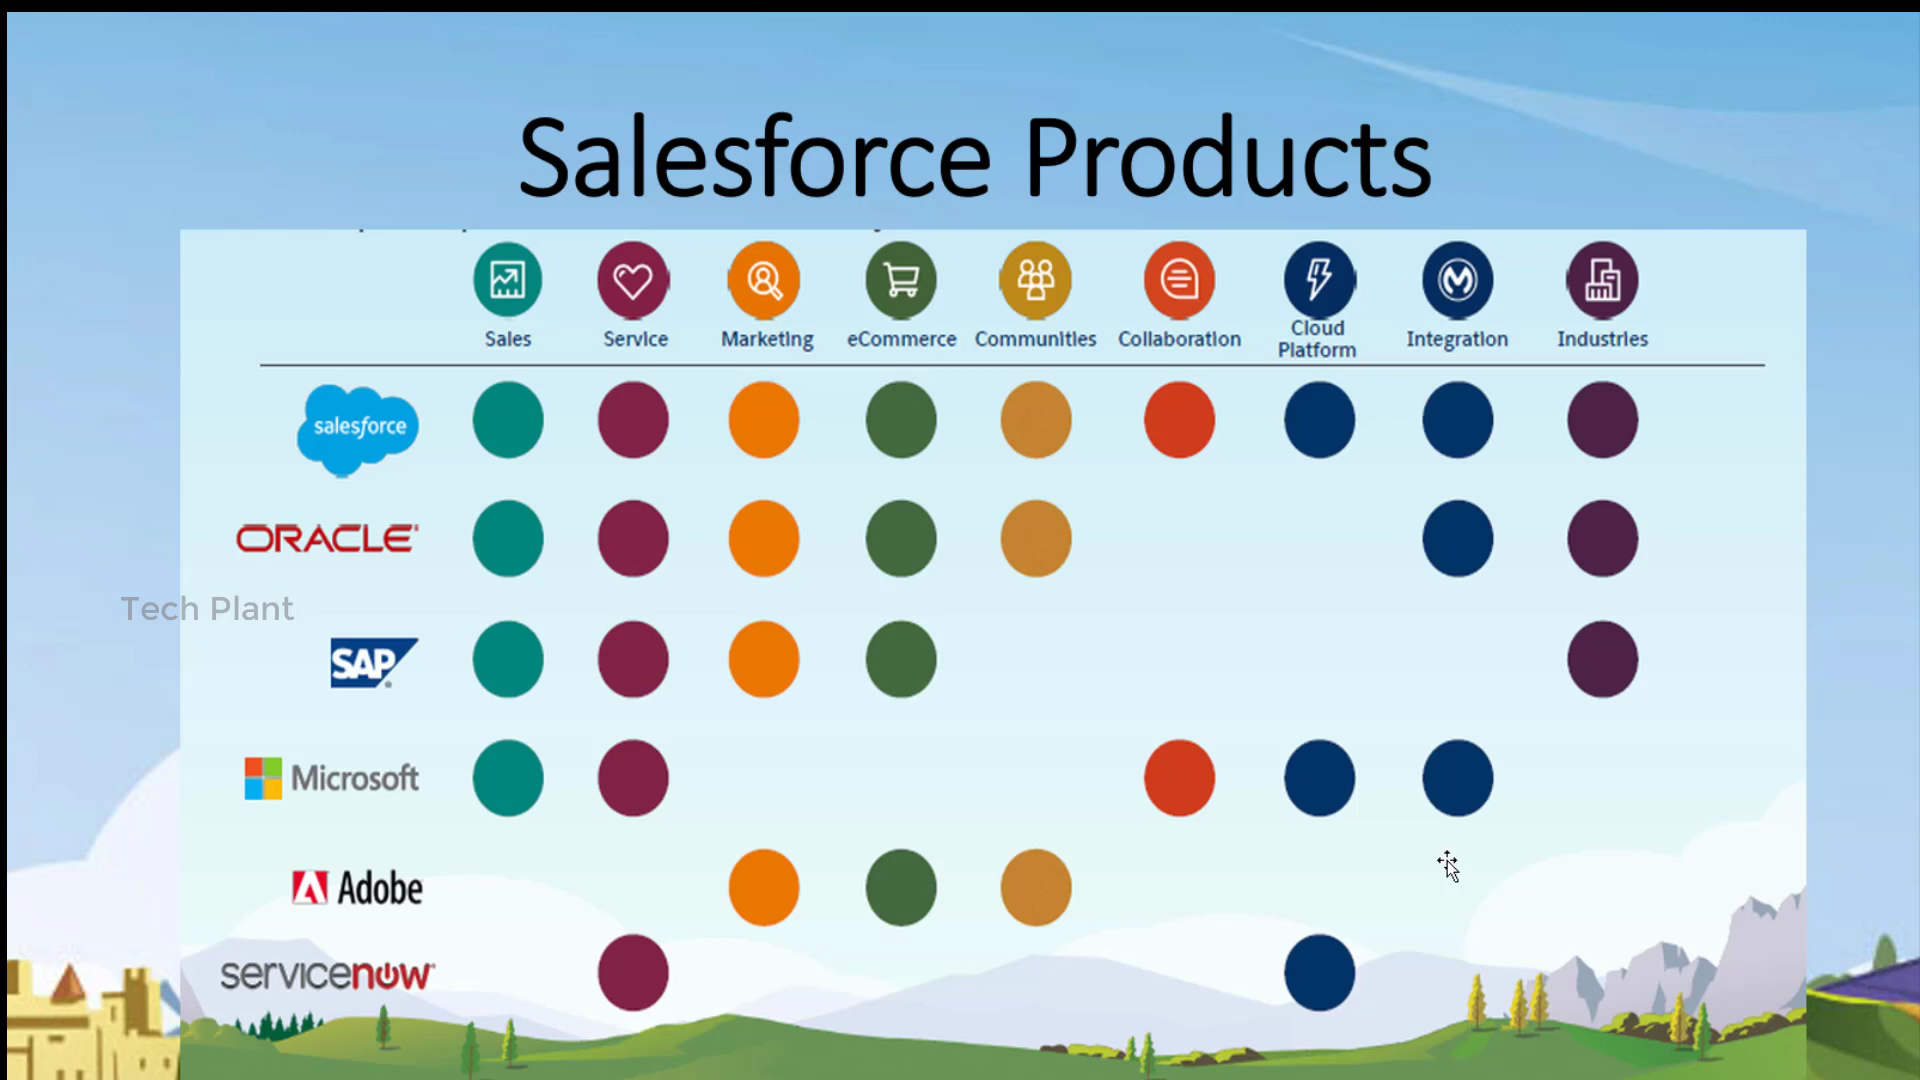 Salesforce Products
Sales Service Marketing eCommerce Communities Collaboration Cloud Platform Integration Industries
salesforce
ORACLE
Tech Plant
SAP
Microsoft
Adobe
servicenow